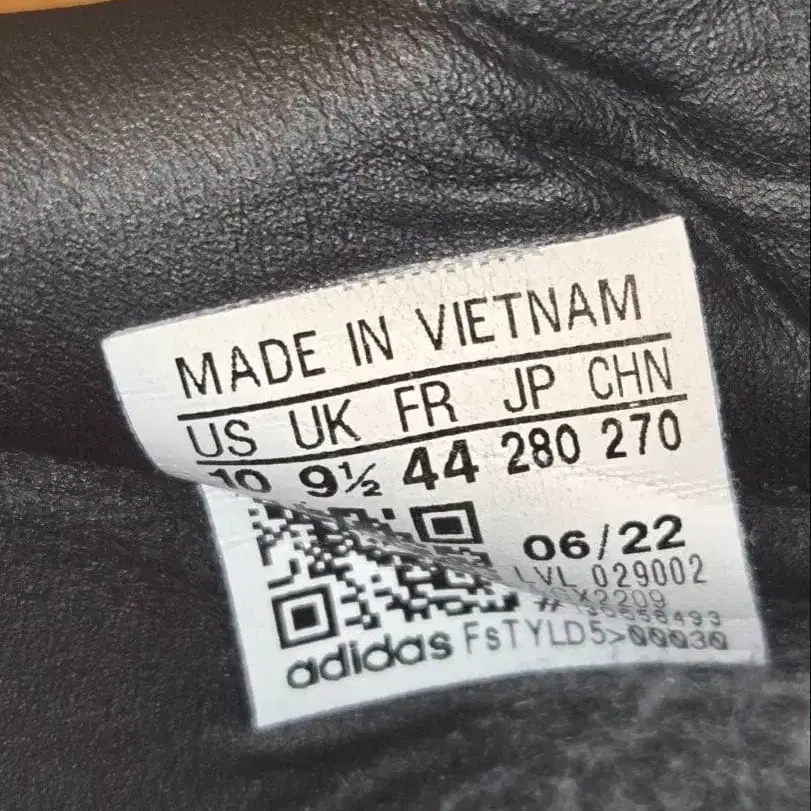 MADE IN VIETNAM
US UK FR JP CHN
10 9½ 44 280 270
06/22
LVL 029002
adidas FsTYLD5>00030